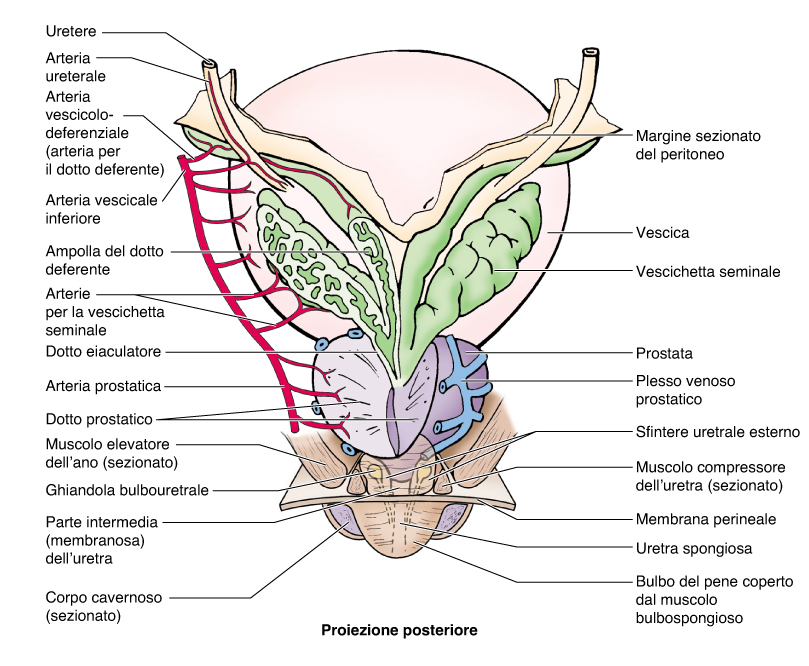 Uretere
Arteria
ureterale
Arteria
vescicolo-
deferenziale
(arteria per
il dotto deferente)
Arteria vescicale
inferiore
Ampolla del dotto
deferente
Arterie
per la vescichetta
seminale
Dotto eiaculatore
Arteria prostatica
Dotto prostatico
Muscolo elevatore
dell'ano (sezionato)
Ghiandola bulbouretrale
Parte intermedia
(membranosa)
dell'uretra
Corpo cavernoso
(sezionato)
Margine sezionato
del peritoneo
Vescica
Vescichetta seminale
Prostata
Plesso venoso
prostatico
Sfintere uretrale esterno
Muscolo compressore
dell'uretra (sezionato)
Membrana perineale
Uretra spongiosa
Bulbo del pene coperto
dal muscolo
bulbospongioso
Proiezione posteriore